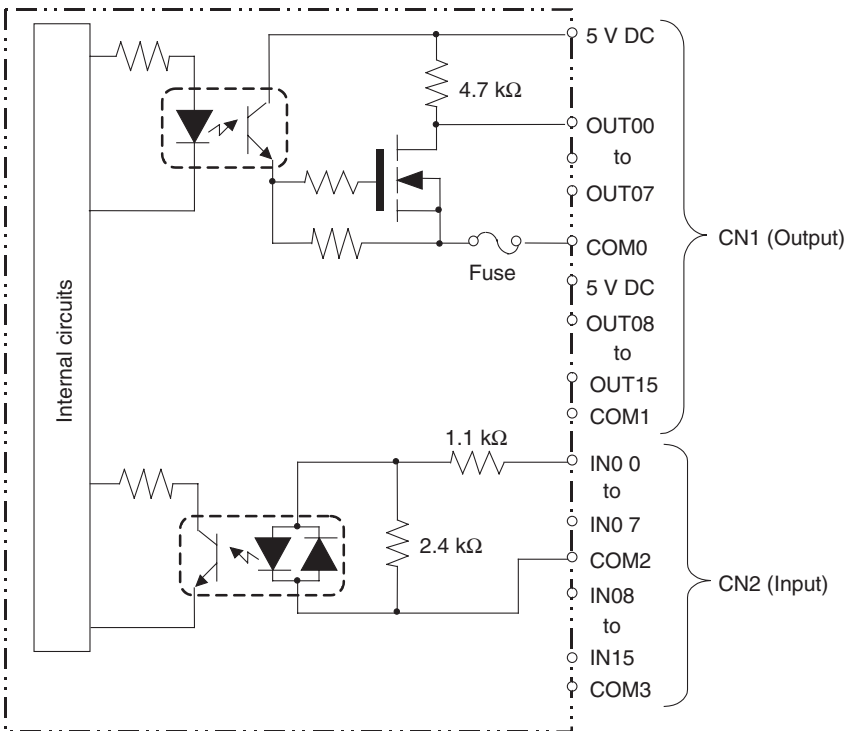 5 V DC
4.7 kΩ
OUT00
to
OUT07
COM0
Fuse
CN1 (Output)
5 V DC
OUT08
to
OUT15
COM1
Internal circuits
1.1 kΩ
IN0 0
to
IN0 7
2.4 kΩ
COM2
CN2 (Input)
IN08
to
IN15
COM3